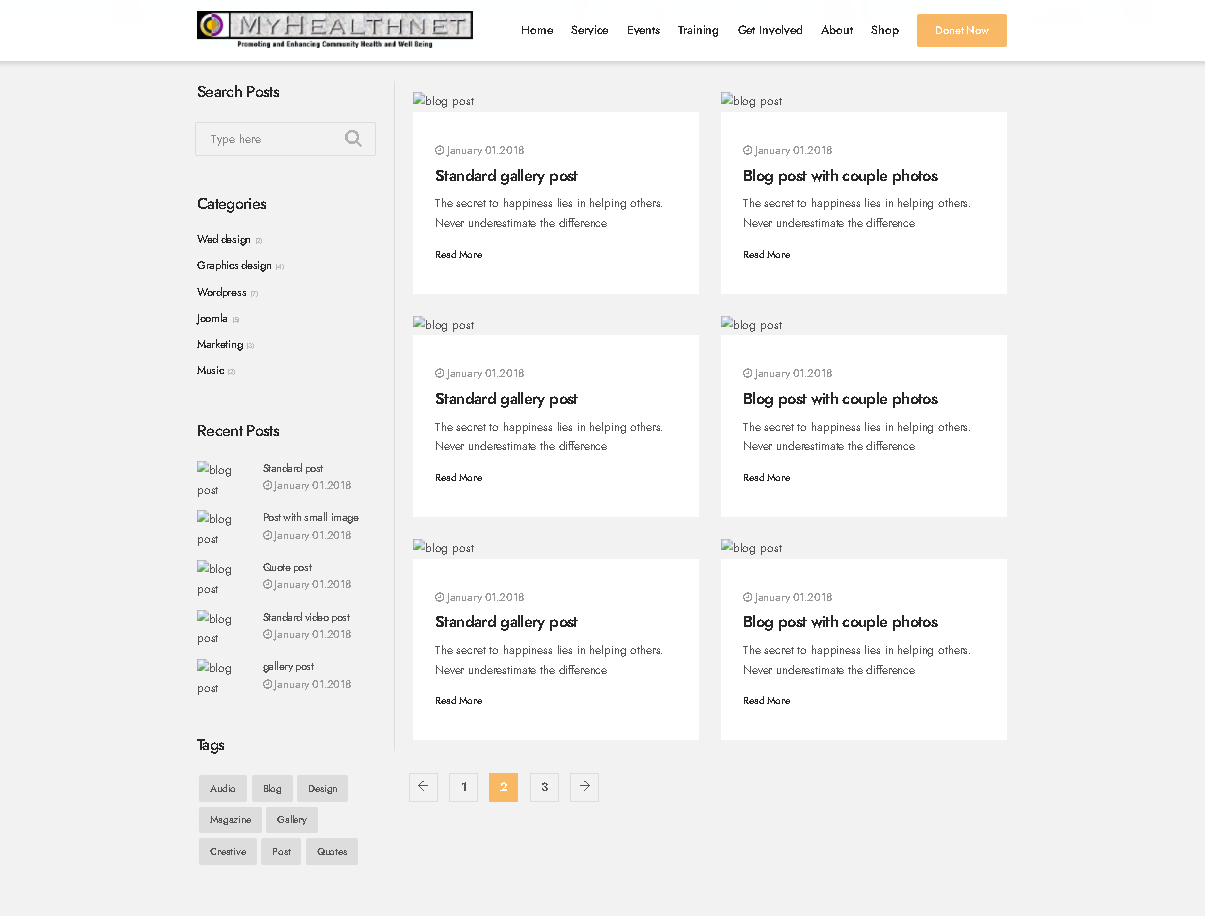 MYHEALTHNET
Promoting and Enhancing Community Health and Well Being
Home Service Events Training Get Involved About Shop Donet Now
Search Posts
Type here
Categories
Wed design (2)
Graphics design (4)
Wordpress (7)
Joomla (5)
Marketing (3)
Music (2)
Recent Posts
blog post
Standard post
January 01.2018
blog post
Post with small image
January 01.2018
blog post
Quote post
January 01.2018
blog post
Standard video post
January 01.2018
blog post
gallery post
January 01.2018
Tags
Audio Blog Design
Magazine Gallery
Creative Post Quotes
blog post
January 01.2018
Standard gallery post
The secret to happiness lies in helping others.
Never underestimate the difference
Read More
blog post
January 01.2018
Blog post with couple photos
The secret to happiness lies in helping others.
Never underestimate the difference
Read More
blog post
January 01.2018
Standard gallery post
The secret to happiness lies in helping others.
Never underestimate the difference
Read More
blog post
January 01.2018
Blog post with couple photos
The secret to happiness lies in helping others.
Never underestimate the difference
Read More
blog post
January 01.2018
Standard gallery post
The secret to happiness lies in helping others.
Never underestimate the difference
Read More
blog post
January 01.2018
Blog post with couple photos
The secret to happiness lies in helping others.
Never underestimate the difference
Read More
← 1 2 3 →